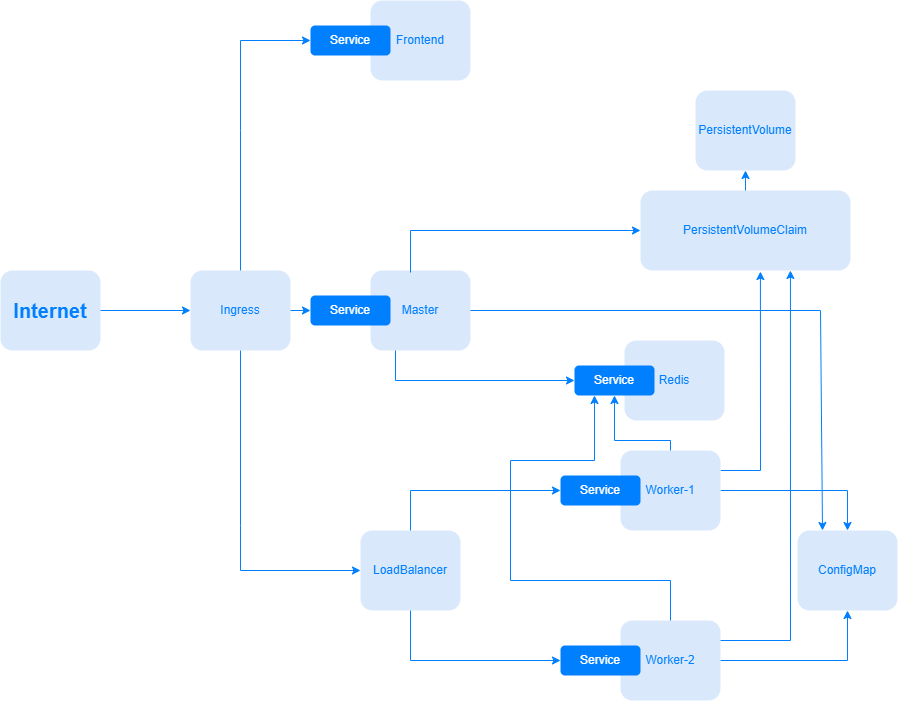 Service
Frontend
PersistentVolume
PersistentVolumeClaim
Internet
Ingress
Service
Master
Service
Redis
Service
Worker-1
LoadBalancer
ConfigMap
Service
Worker-2